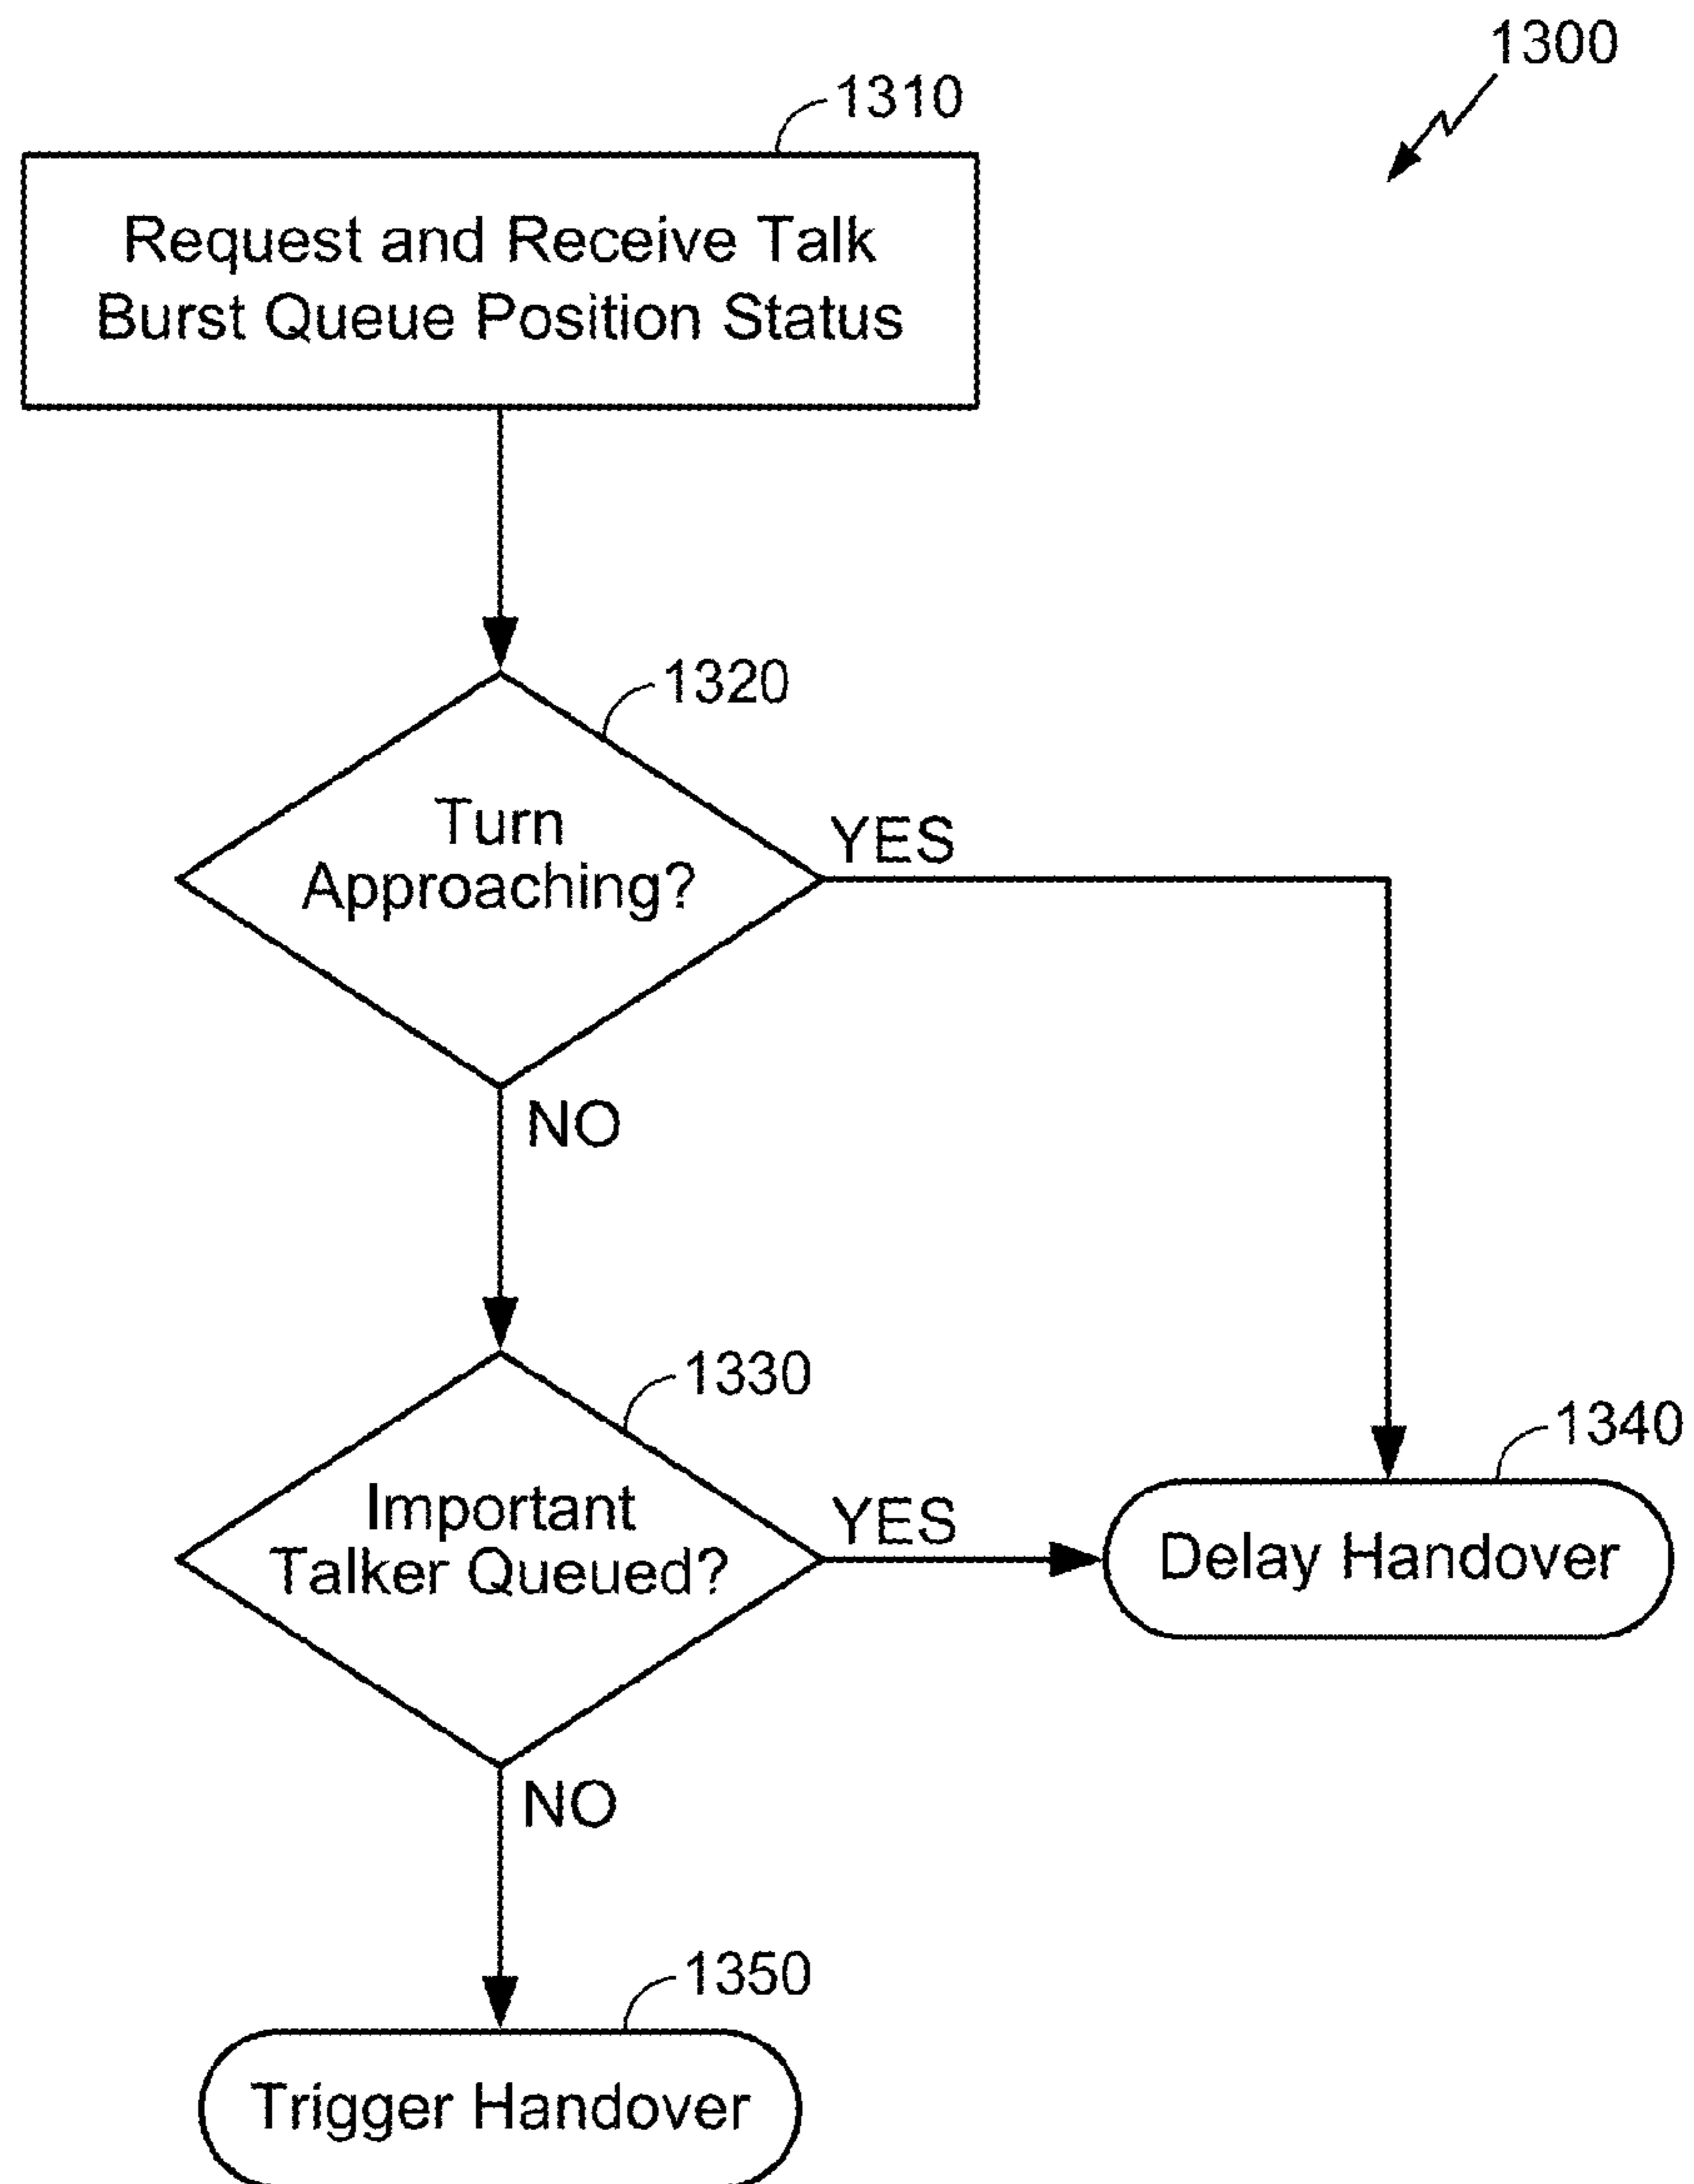 1300
1310
Request and Receive Talk
Burst Queue Position Status
1320
Turn
Approaching?
YES
NO
1330
Important
Talker Queued?
YES
1340
Delay Handover
NO
1350
Trigger Handover